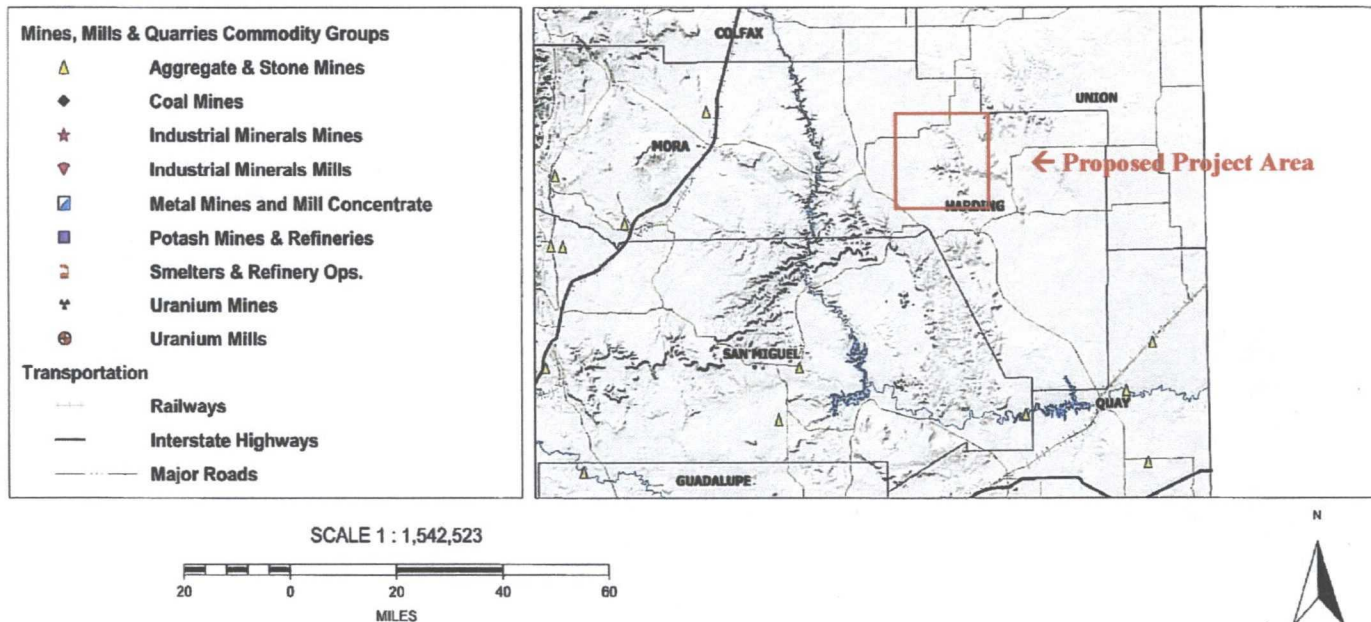 Mines, Mills & Quarries Commodity Groups
Aggregate & Stone Mines
Coal Mines
Industrial Minerals Mines
Industrial Minerals Mills
Metal Mines and Mill Concentrate
Potash Mines & Refineries
Smelters & Refinery Ops.
Uranium Mines
Uranium Mills
Transportation
Railways
Interstate Highways
Major Roads
COLFAX
UNION
MORA
← Proposed Project Area
HARDING
SAN MIGUEL
QUAY
GUADALUPE
SCALE 1 : 1,542,523
20 0 20 40 60
MILES
N